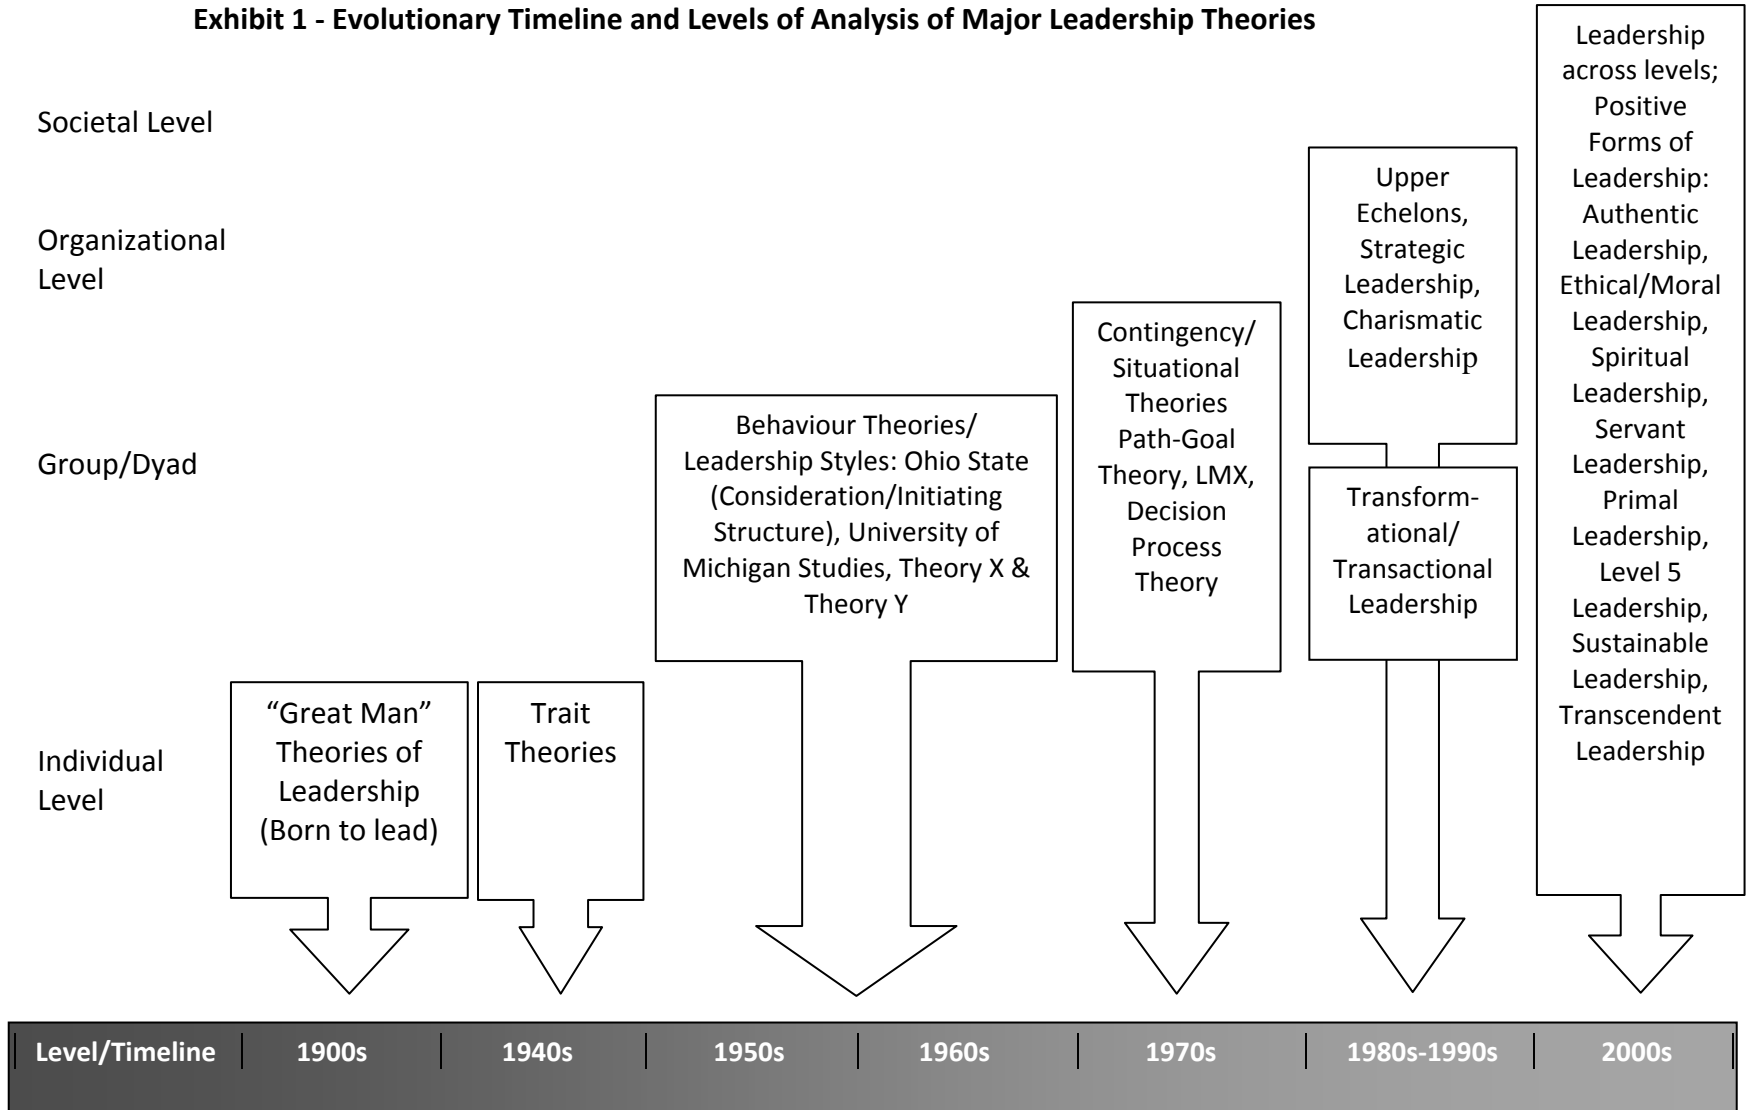 Exhibit 1 - Evolutionary Timeline and Levels of Analysis of Major Leadership Theories
Societal Level
Organizational
Level
Group/Dyad
Individual
Level
“Great Man”
Theories of
Leadership
(Born to lead)
Trait
Theories
Behaviour Theories/
Leadership Styles: Ohio State
(Consideration/Initiating
Structure), University of
Michigan Studies, Theory X &
Theory Y
Contingency/
Situational
Theories
Path-Goal
Theory, LMX,
Decision
Process
Theory
Upper
Echelons,
Strategic
Leadership,
Charismatic
Leadership
Transform-
ational/
Transactional
Leadership
Leadership
across levels;
Positive
Forms of
Leadership:
Authentic
Leadership,
Ethical/Moral
Leadership,
Spiritual
Leadership,
Servant
Leadership,
Primal
Leadership,
Level 5
Leadership,
Sustainable
Leadership,
Transcendent
Leadership
Level/Timeline 1900s 1940s 1950s 1960s 1970s 1980s-1990s 2000s